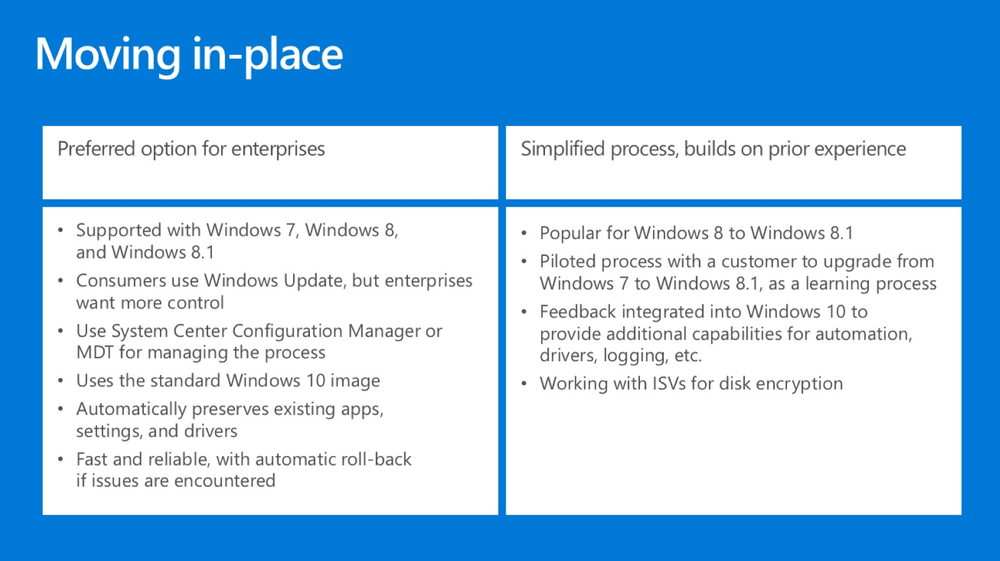 Moving in-place
Preferred option for enterprises
• Supported with Windows 7, Windows 8,
and Windows 8.1
• Consumers use Windows Update, but enterprises
want more control
• Use System Center Configuration Manager or
MDT for managing the process
• Uses the standard Windows 10 image
• Automatically preserves existing apps,
settings, and drivers
• Fast and reliable, with automatic roll-back
if issues are encountered
Simplified process, builds on prior experience
• Popular for Windows 8 to Windows 8.1
• Piloted process with a customer to upgrade from
Windows 7 to Windows 8.1, as a learning process
• Feedback integrated into Windows 10 to
provide additional capabilities for automation,
drivers, logging, etc.
• Working with ISVs for disk encryption